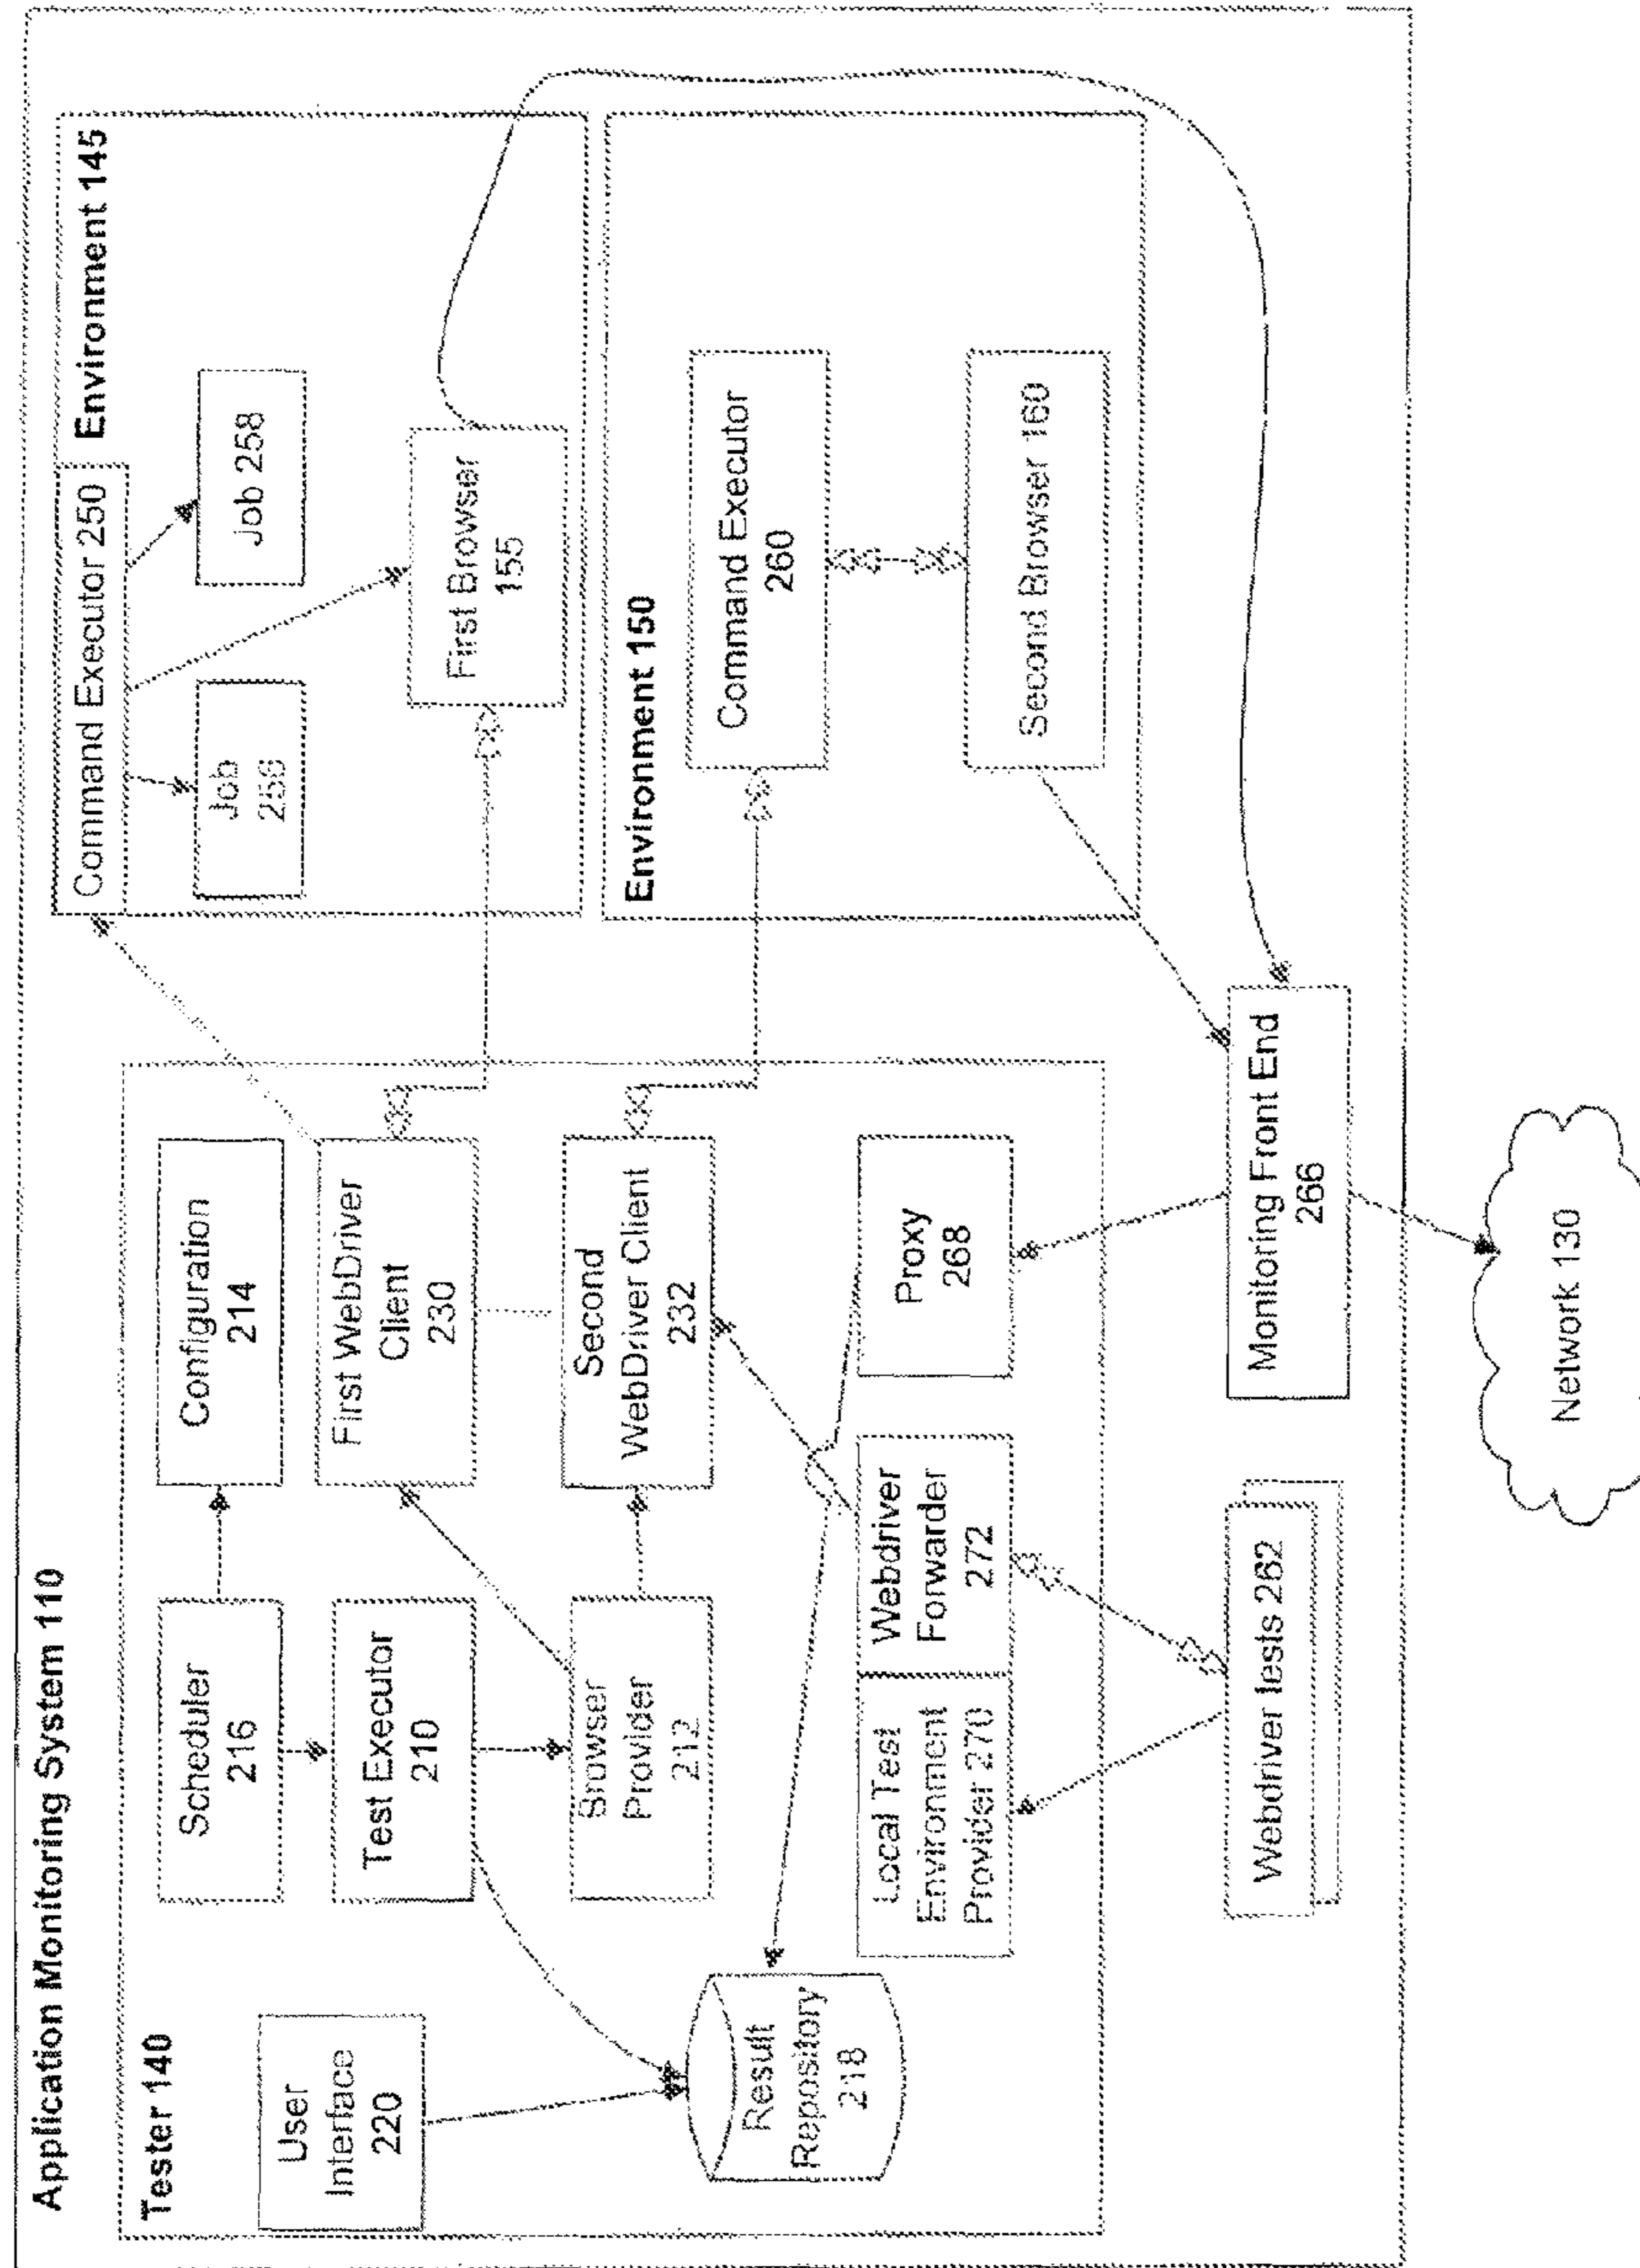 Application Monitoring System 110
Tester 140
User
Interface
220
Scheduler
216
Configuration
214
Test Executor
210
First WebDriver
Client
230
Browser
Provider
212
Second
WebDriver Client
232
Result
Repository
218
Local Test
Environment
Provider 270
Webdriver
Forwarder
272
Proxy
268
Webdriver tests 262
Monitoring Front End
266
Network 130
Command Executor 250
Environment 145
Job
256
Job 258
First Browser
155
Environment 150
Command Executor
260
Second Browser 160